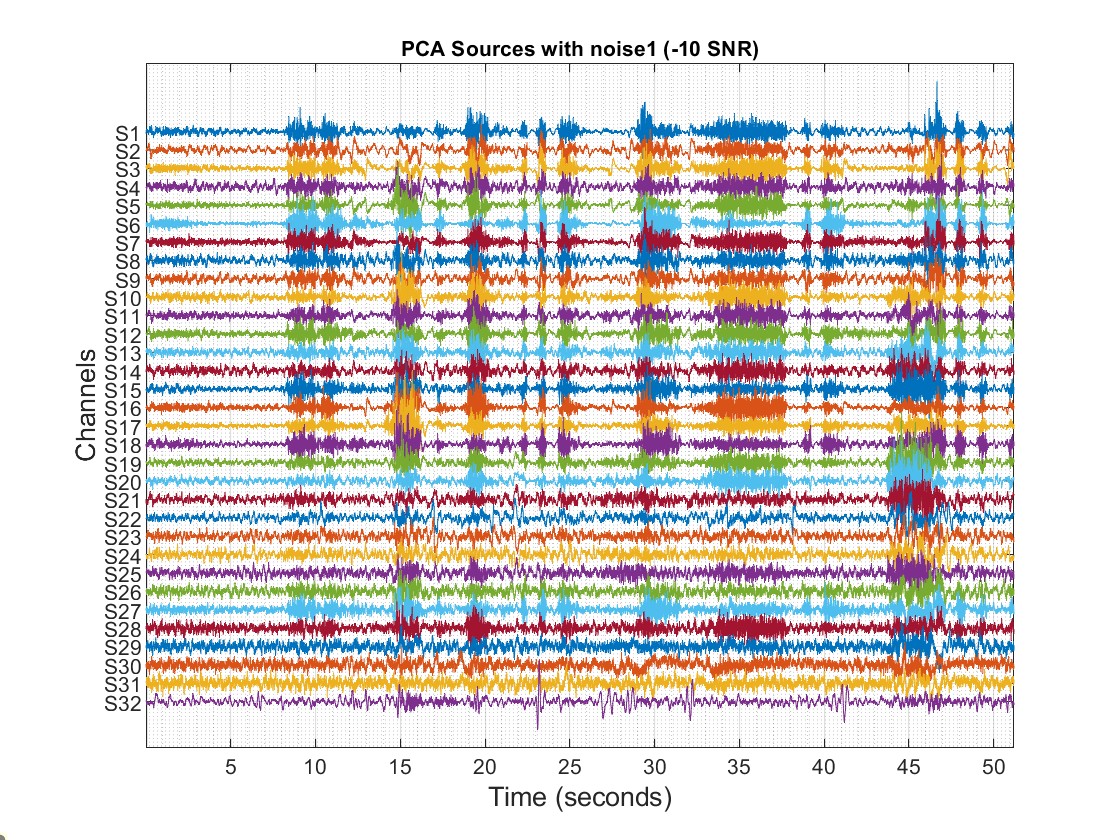 PCA Sources with noise1 (-10 SNR)
S1
S2
S3
S4
S5
S6
S7
S8
S9
S10
S11
S12
S13
S14
S15
S16
S17
S18
S19
S20
S21
S22
S23
S24
S25
S26
S27
S28
S29
S30
S31
S32
Channels
5 10 15 20 25 30 35 40 45 50
Time (seconds)